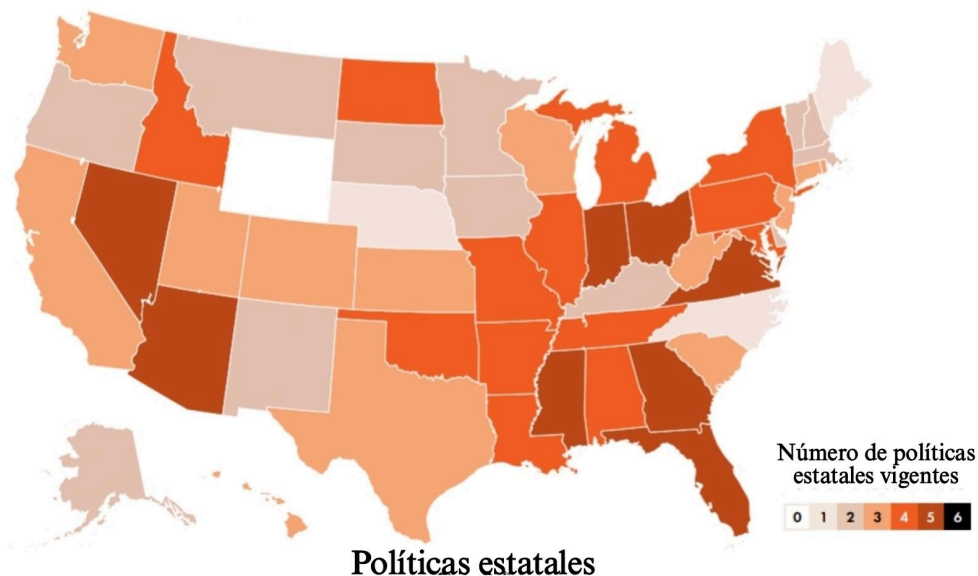 Número de políticas
estatales vigentes
0 1 2 3 4 5 6
Políticas estatales